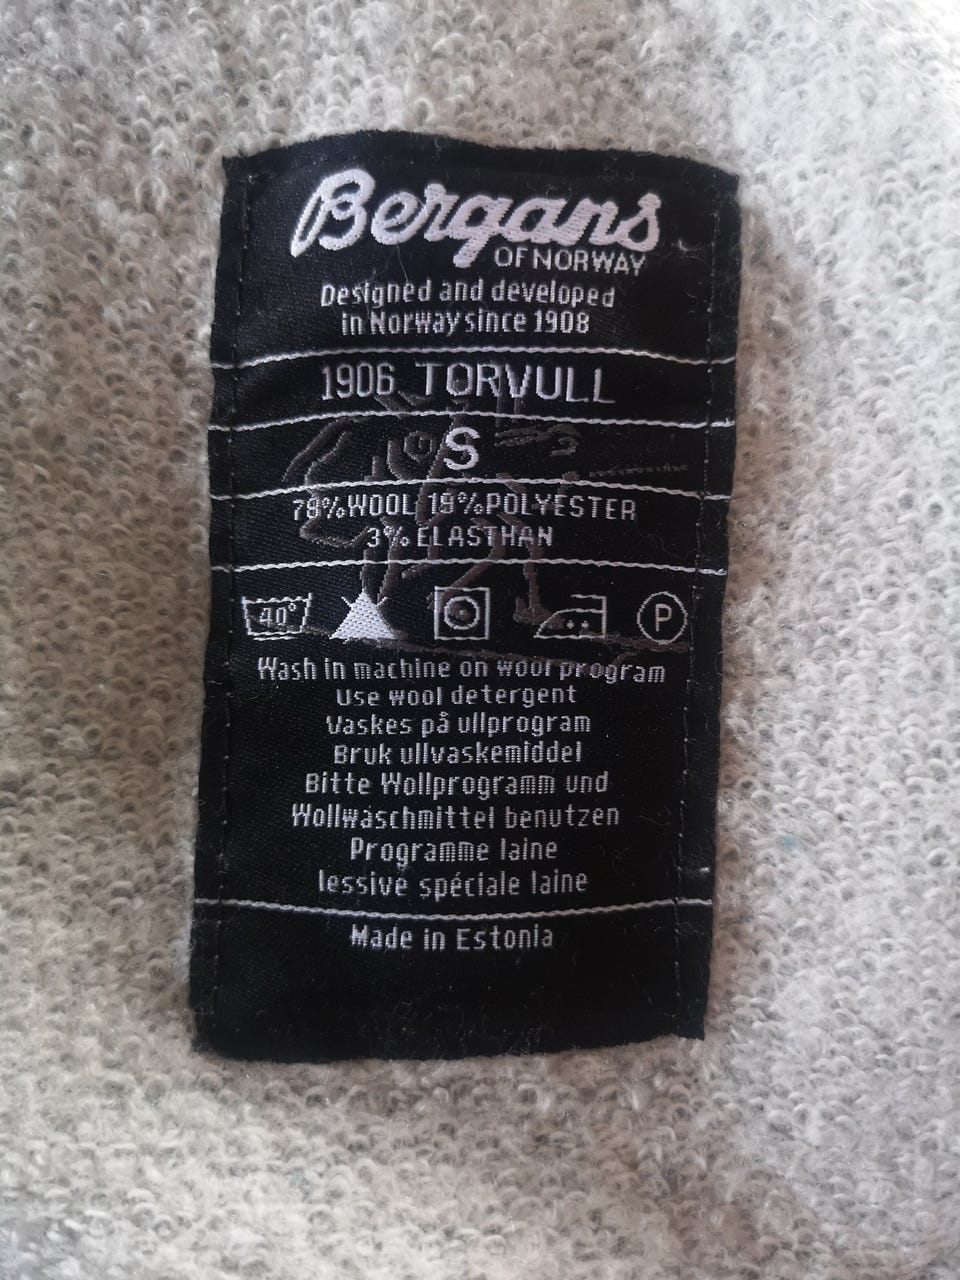 Bergans
OF NORWAY
Designed and developed
in Norway since 1908
1906 TORVULL
S
78%WOOL 19%POLYESTER
3% ELASTHAN
40° P
Wash in machine on wool program
Use wool detergent
Vaskes på ullprogram
Bruk ullvaskemiddel
Bitte Wollprogramm und
Wollwaschmittel benutzen
Programme laine
lessive spéciale laine
Made in Estonia